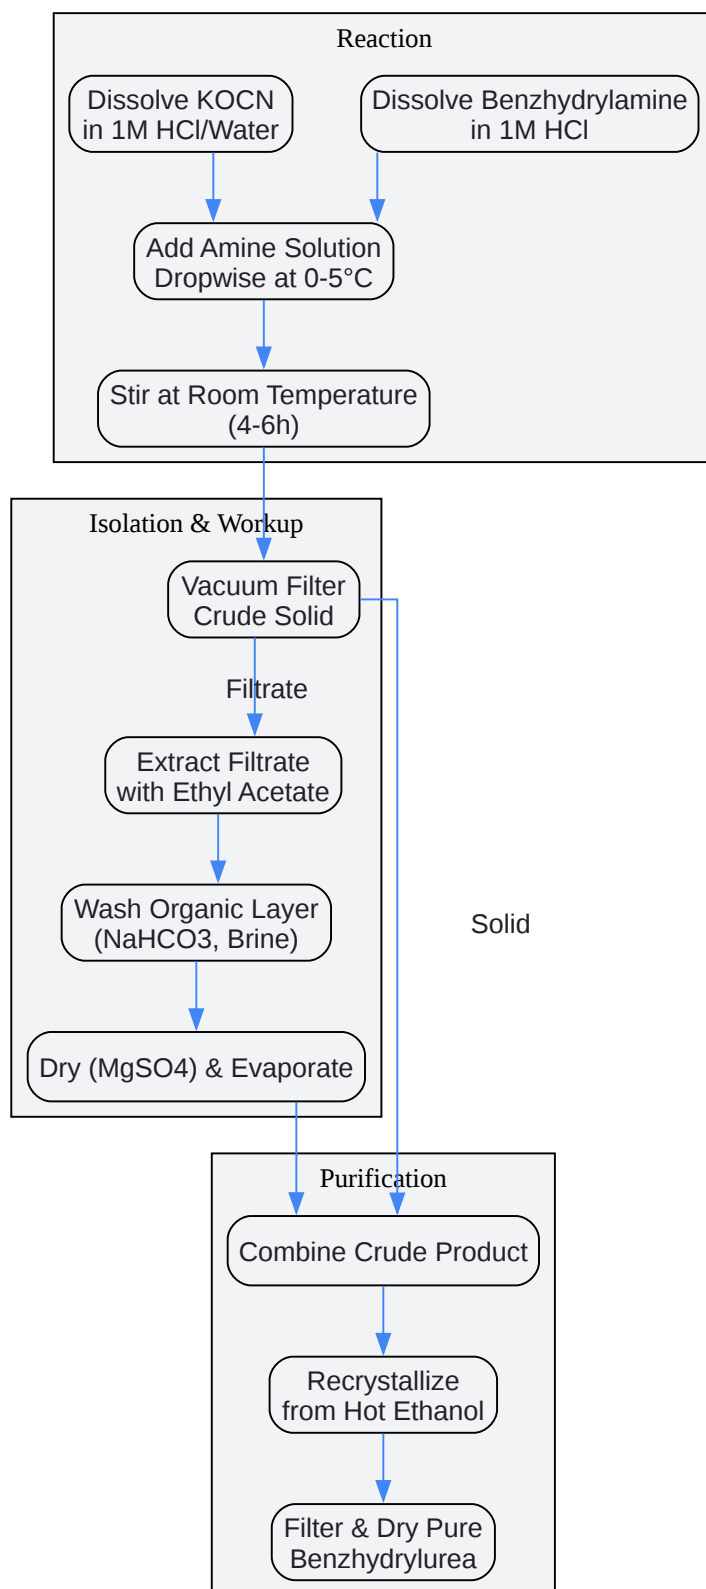 Reaction
Dissolve KOCN
in 1M HCl/Water
Dissolve Benzhydrylamine
in 1M HCl
Add Amine Solution
Dropwise at 0-5°C
Stir at Room Temperature
(4-6h)
Isolation & Workup
Vacuum Filter
Crude Solid
Filtrate
Extract Filtrate
with Ethyl Acetate
Wash Organic Layer
(NaHCO3, Brine)
Solid
Dry (MgSO4) & Evaporate
Purification
Combine Crude Product
Recrystallize
from Hot Ethanol
Filter & Dry Pure
Benzhydrylurea